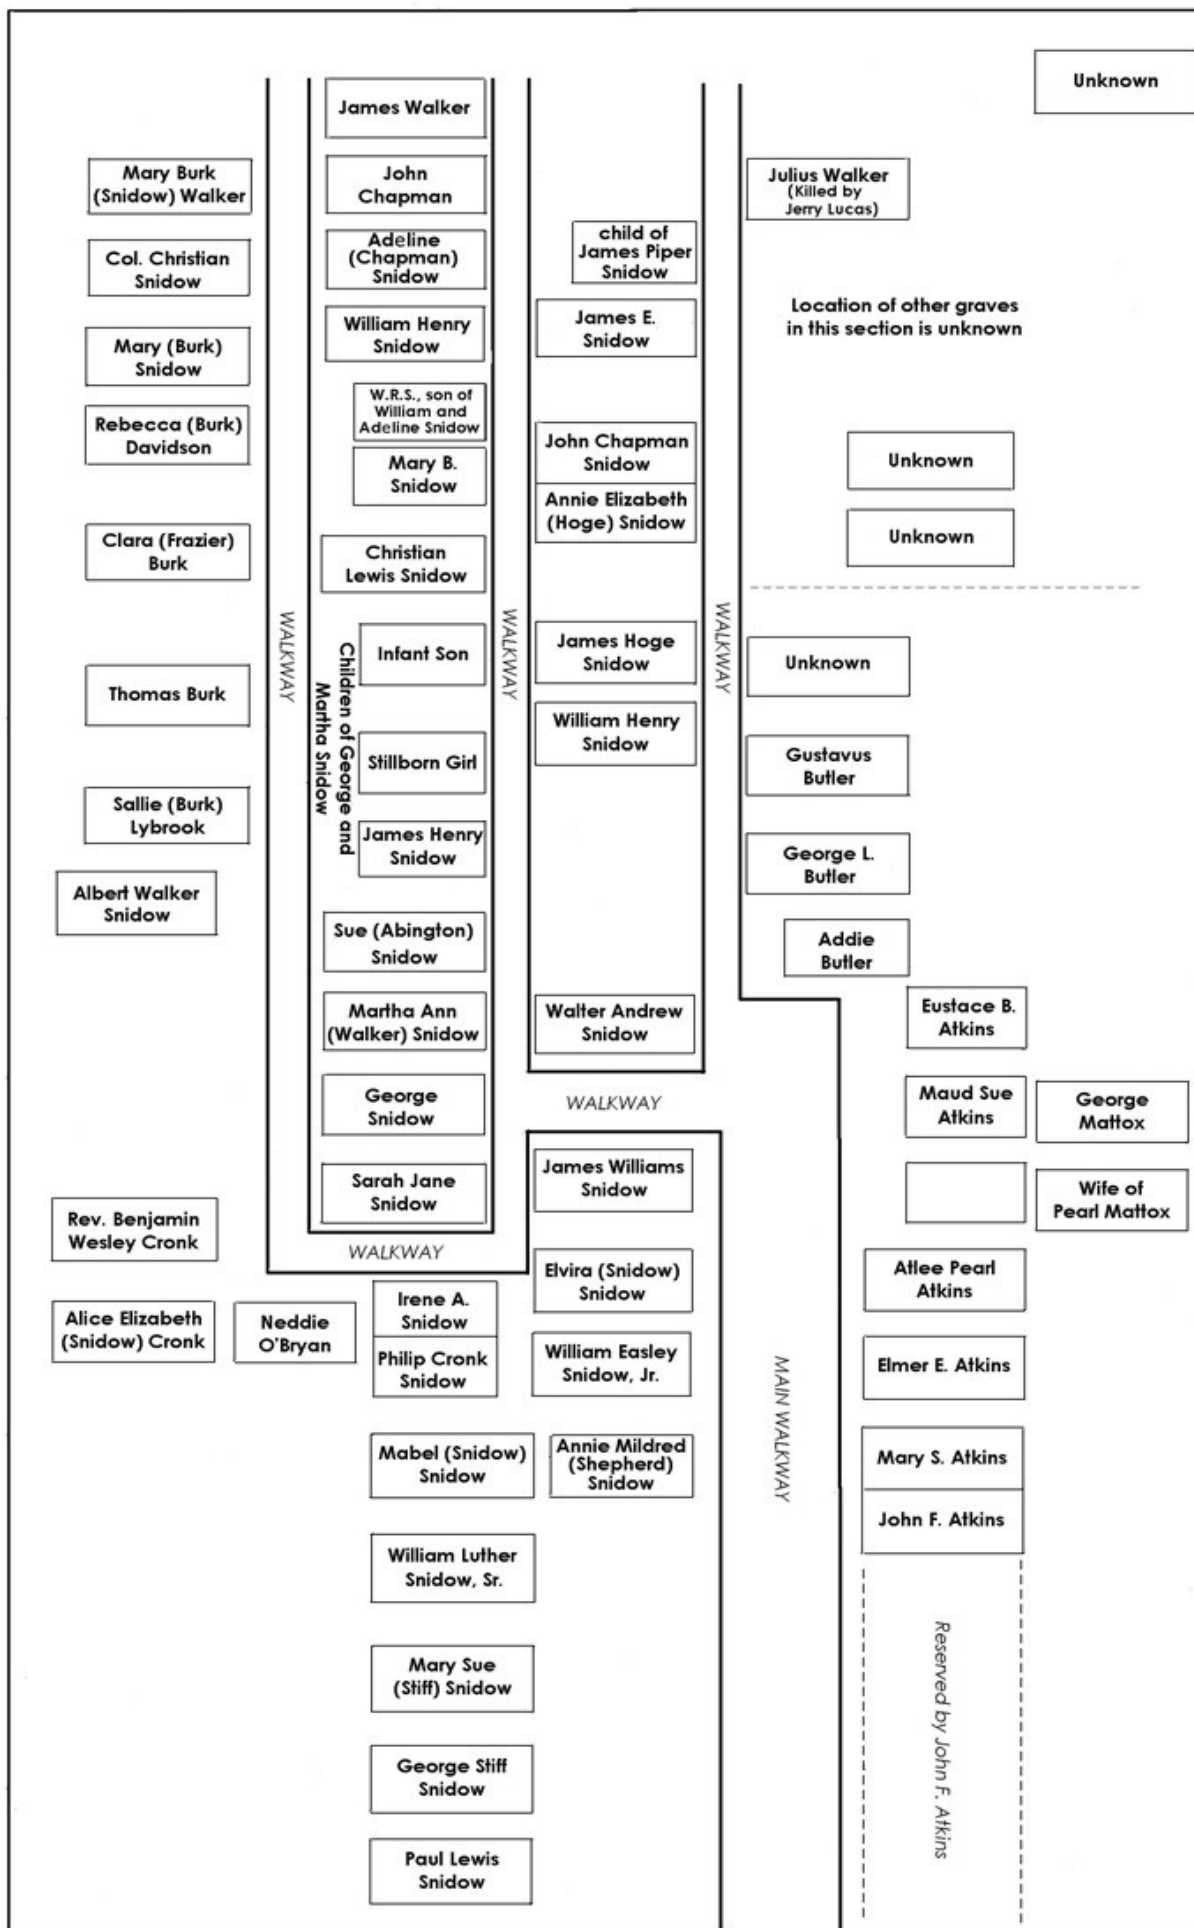 Unknown
James Walker
Mary Burk
(Snidow) Walker
John
Chapman
Julius Walker
(Killed by
Jerry Lucas)
Col. Christian
Snidow
Adeline
(Chapman)
Snidow
child of
James Piper
Snidow
Location of other graves
in this section is unknown
Mary (Burk)
Snidow
William Henry
Snidow
James E.
Snidow
Rebecca (Burk)
Davidson
W.R.S., son of
William and
Adeline Snidow
Mary B.
Snidow
John Chapman
Snidow
Annie Elizabeth
(Hoge) Snidow
Unknown
Unknown
Clara (Frazier)
Burk
Christian
Lewis Snidow
WALKWAY
WALKWAY
WALKWAY
Thomas Burk
Children of George and
Martha Snidow
Infant Son
James Hoge
Snidow
Unknown
Stillborn Girl
William Henry
Snidow
Gustavus
Butler
Sallie (Burk)
Lybrook
James Henry
Snidow
George L.
Butler
Albert Walker
Snidow
Sue (Abington)
Snidow
Addie
Butler
Martha Ann
(Walker) Snidow
Walter Andrew
Snidow
Eustace B.
Atkins
George
Snidow
WALKWAY
Maud Sue
Atkins
George
Mattox
Sarah Jane
Snidow
James Williams
Snidow
Wife of
Pearl Mattox
Rev. Benjamin
Wesley Cronk
WALKWAY
Elvira (Snidow)
Snidow
Atlee Pearl
Atkins
Alice Elizabeth
(Snidow) Cronk
Neddie
O'Bryan
Irene A.
Snidow
Philip Cronk
Snidow
William Easley
Snidow, Jr.
MAIN WALKWAY
Elmer E. Atkins
Mabel (Snidow)
Snidow
Annie Mildred
(Shepherd)
Snidow
Mary S. Atkins
John F. Atkins
William Luther
Snidow, Sr.
Mary Sue
(Stiff) Snidow
Reserved by John F. Atkins
George Stiff
Snidow
Paul Lewis
Snidow